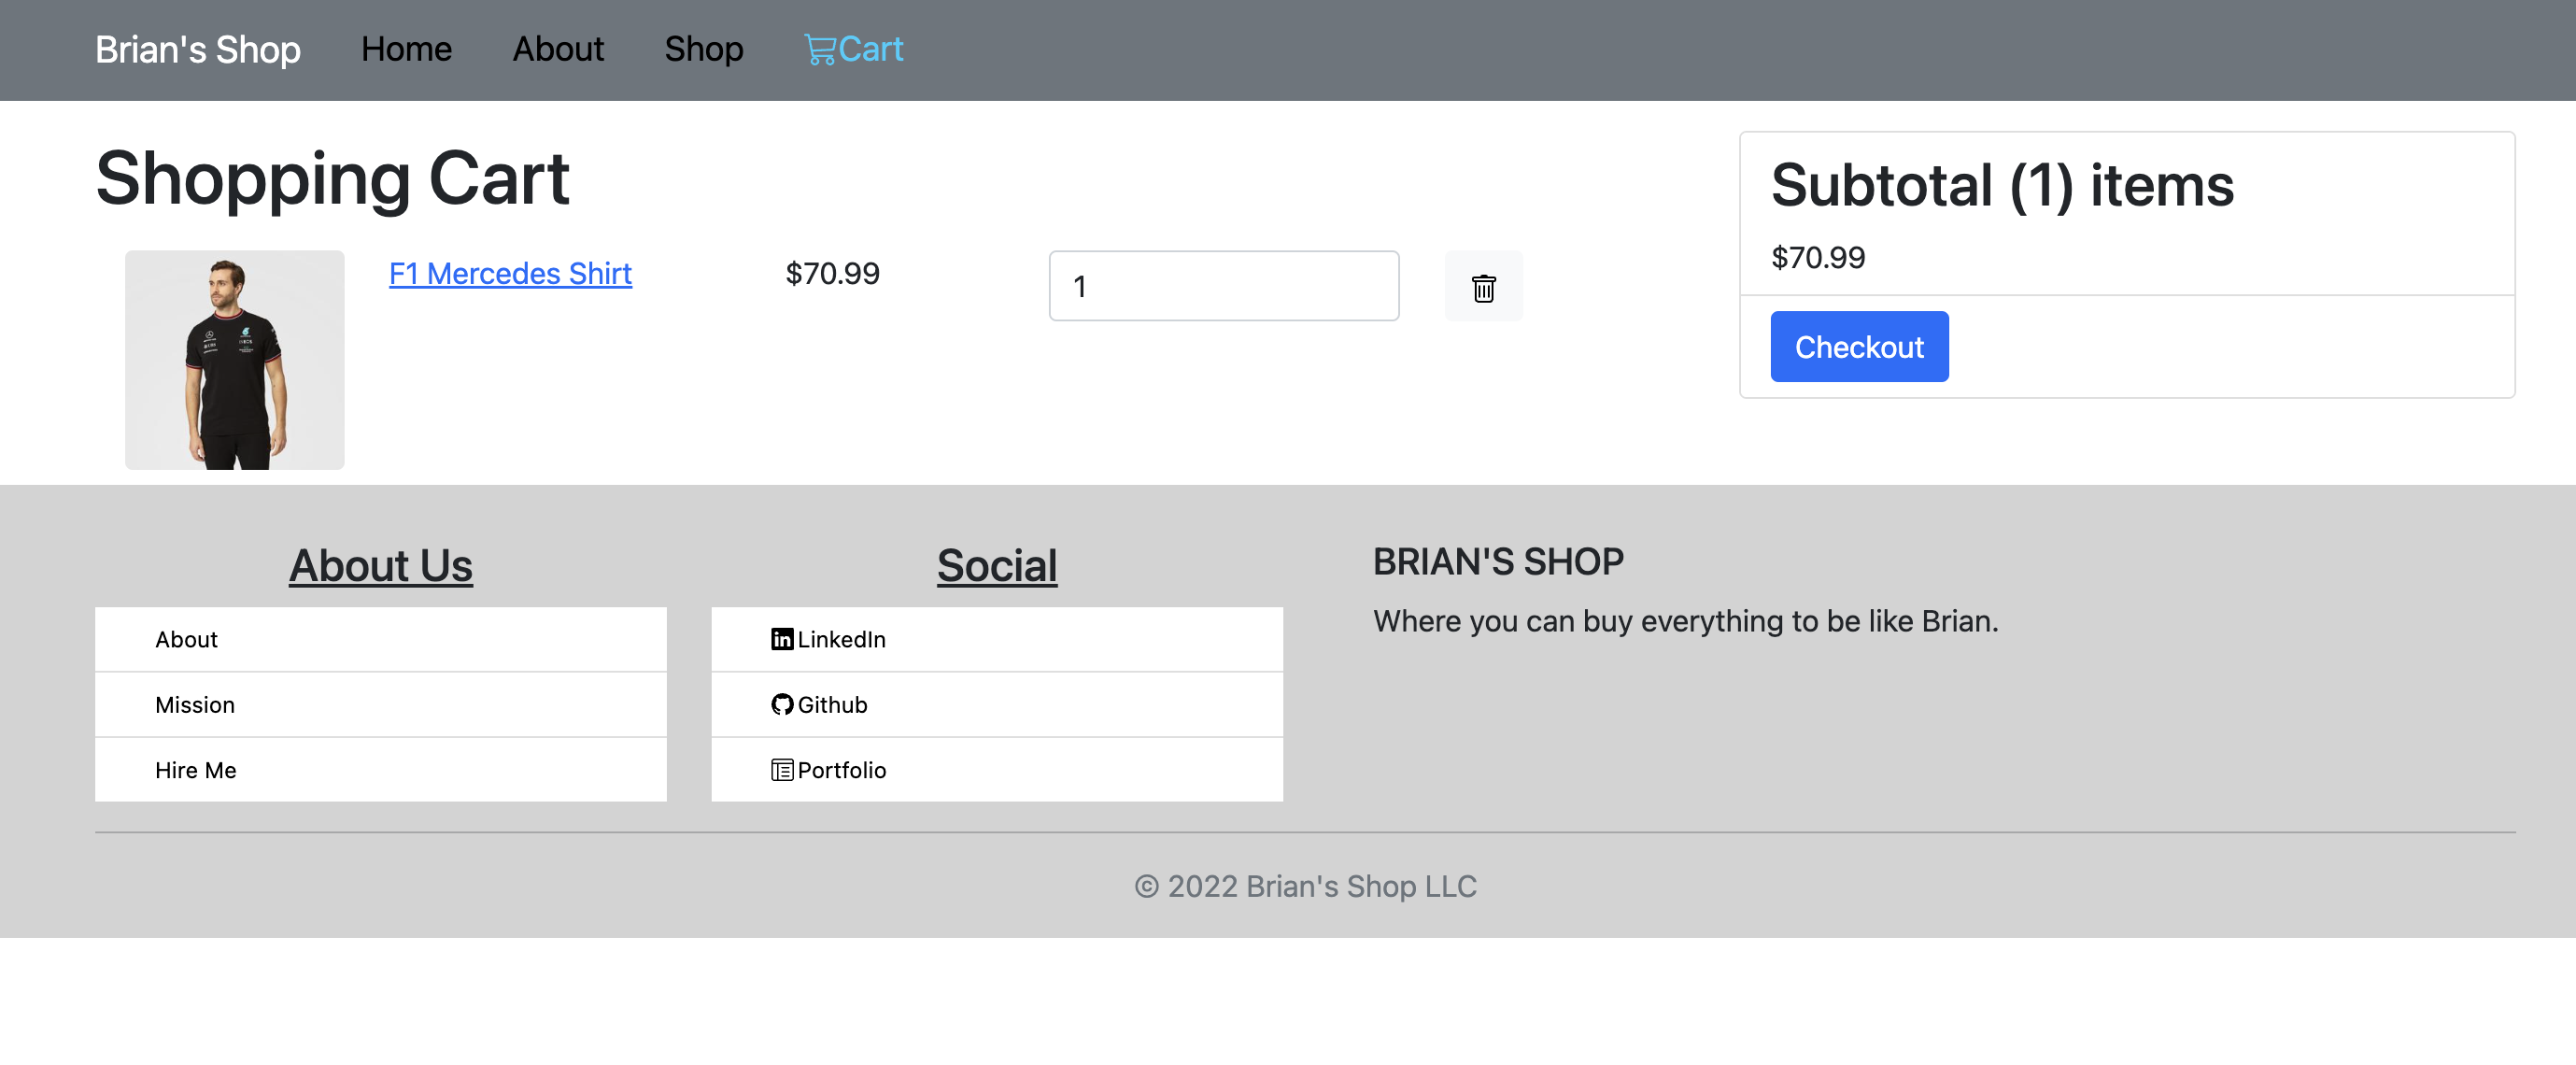 Brian's Shop Home About Shop Cart
Shopping Cart
F1 Mercedes Shirt $70.99 1
Subtotal (1) items
$70.99
Checkout
About Us
About
Mission
Hire Me
Social
LinkedIn
Github
Portfolio
BRIAN'S SHOP
Where you can buy everything to be like Brian.
© 2022 Brian's Shop LLC